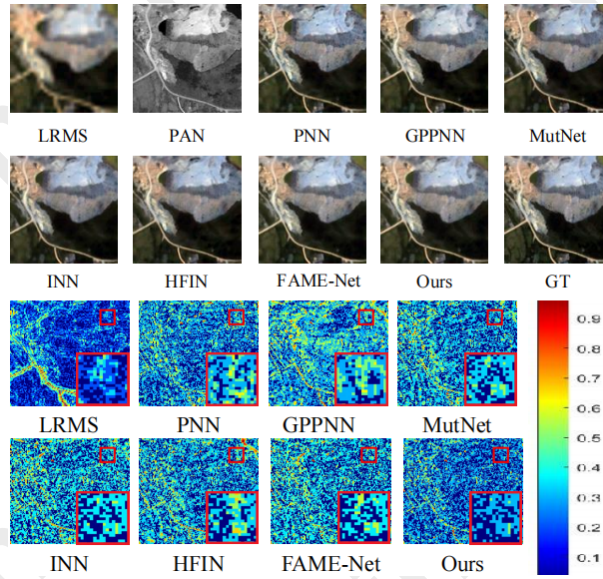 LRMS PAN PNN GPPNN MutNet
INN HFIN FAME-Net Ours GT
LRMS PNN GPPNN MutNet
INN HFIN FAME-Net Ours
0.9
0.8
0.7
0.6
0.5
0.4
0.3
0.2
0.1